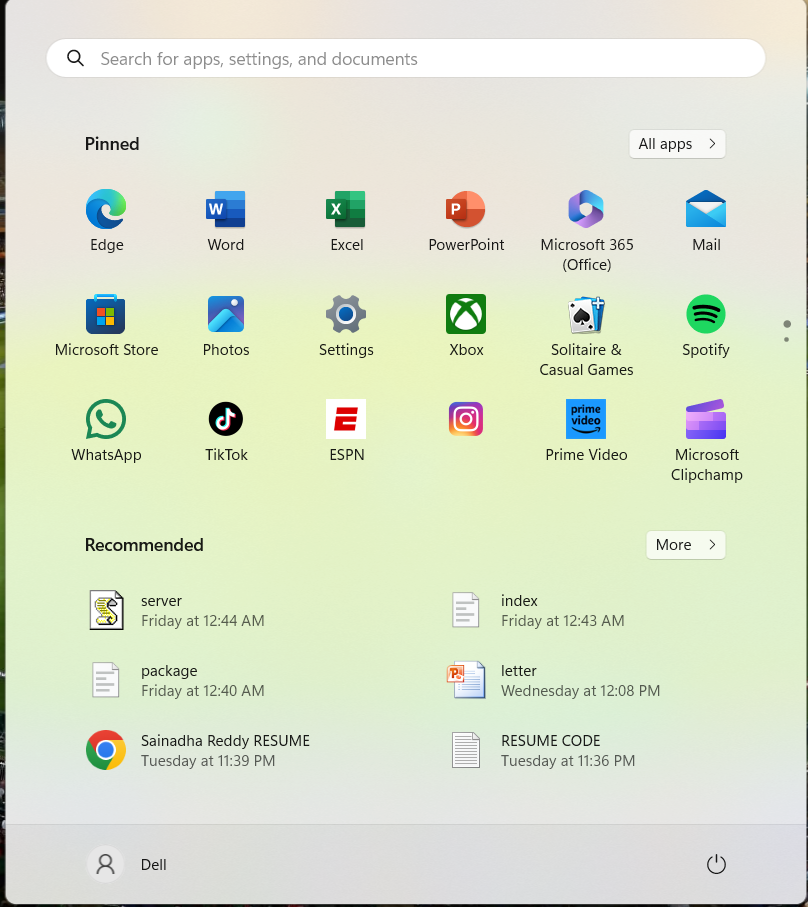 Search for apps, settings, and documents
Pinned
All apps
Edge
Word
Excel
PowerPoint
Microsoft 365
(Office)
Mail
Microsoft Store
Photos
Settings
Xbox
Solitaire &
Casual Games
Spotify
WhatsApp
TikTok
ESPN
prime
video
Prime Video
Microsoft
Clipchamp
Recommended
More
server
Friday at 12:44 AM
index
Friday at 12:43 AM
package
Friday at 12:40 AM
letter
Wednesday at 12:08 PM
Sainadha Reddy RESUME
Tuesday at 11:39 PM
RESUME CODE
Tuesday at 11:36 PM
Dell